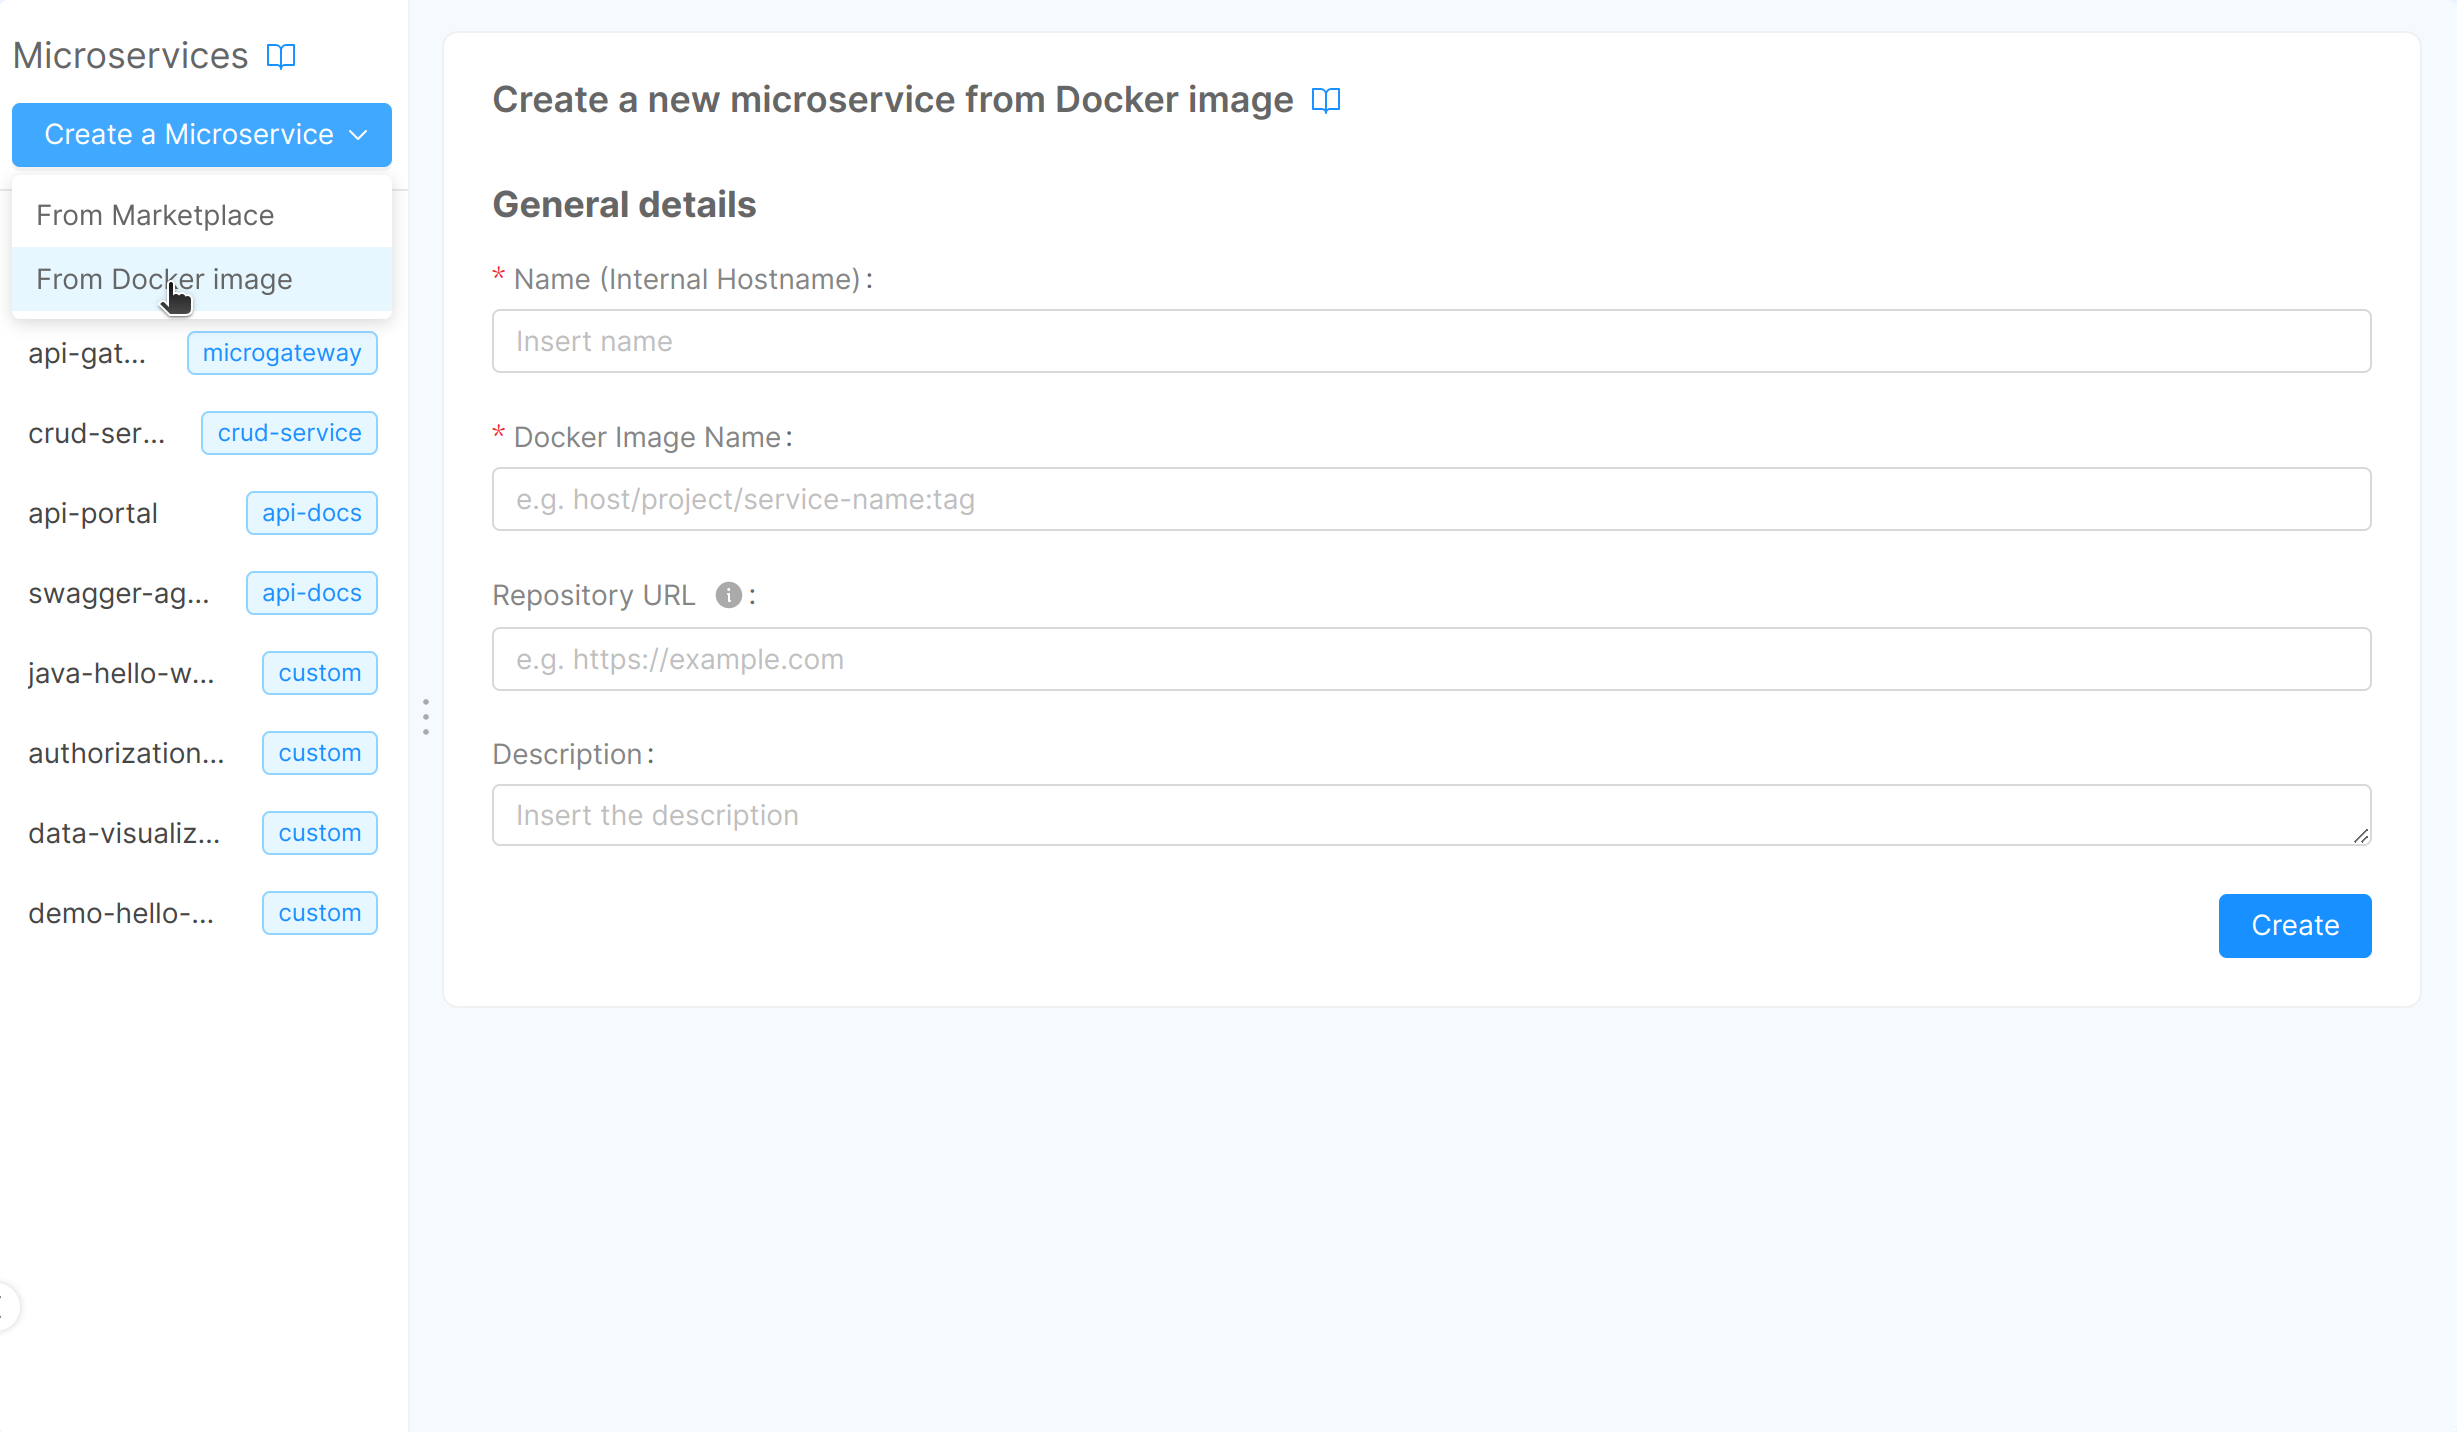 Microservices
Create a Microservice
From Marketplace
From Docker image
api-gat... microgateway
crud-ser... crud-service
api-portal api-docs
swagger-ag... api-docs
java-hello-w... custom
authorization... custom
data-visualiz... custom
demo-hello-... custom
Create a new microservice from Docker image
General details
* Name (Internal Hostname) :
Insert name
* Docker Image Name :
e.g. host/project/service-name:tag
Repository URL :
e.g. https://example.com
Description :
Insert the description
Create